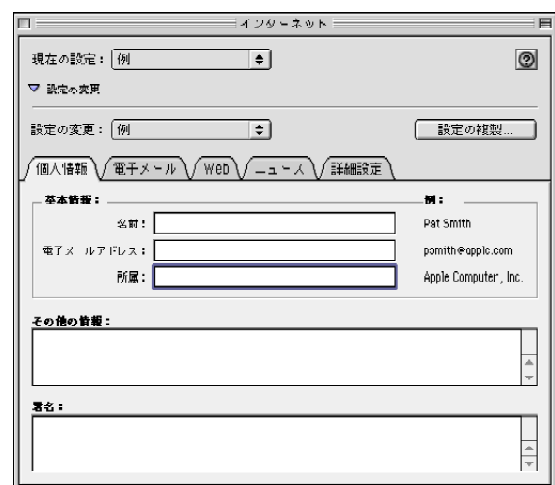 インターネット
現在の設定： 例
設定の変更
設定の変更： 例 設定の複製...
個人情報 電子メール Web ニュース 詳細設定
基本情報： 例：
名前： Pat Smith
電子メールアドレス： psmith@apple.com
所属： Apple Computer, Inc.
その他の情報：
署名：